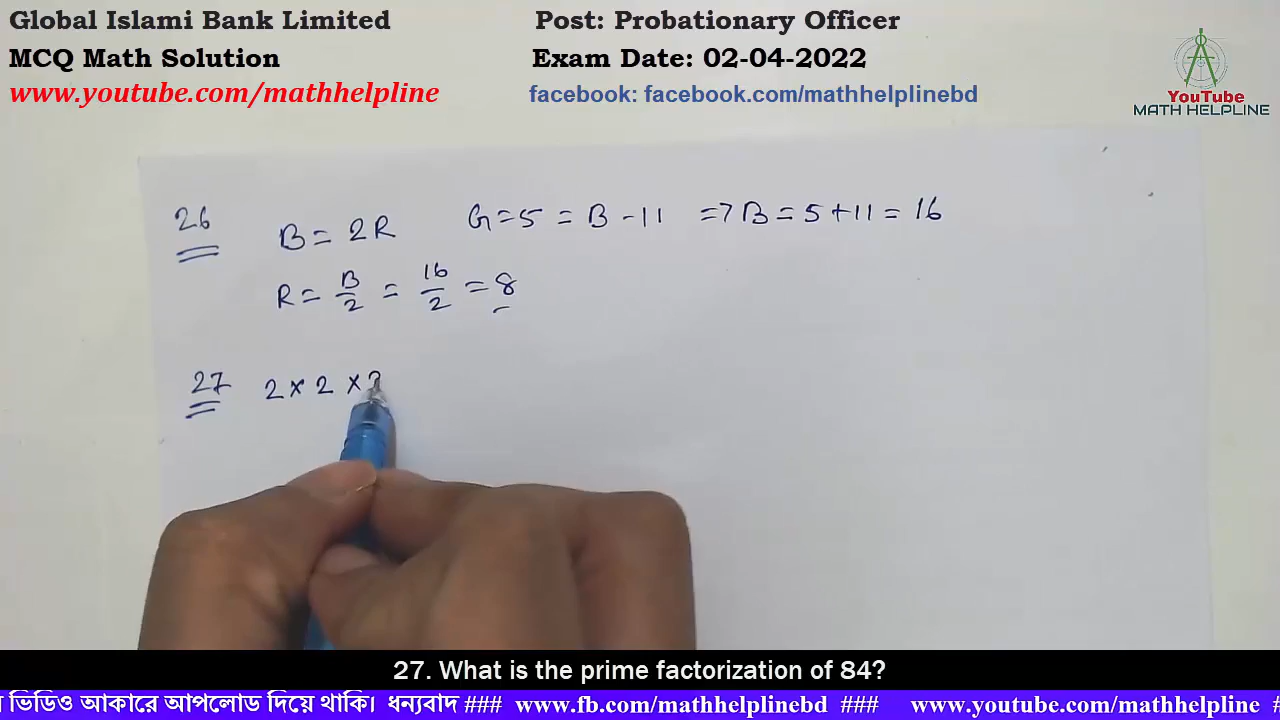 Global Islami Bank Limited
Post: Probationary Officer
MCQ Math Solution
Exam Date: 02-04-2022
www.youtube.com/mathhelpline
facebook: facebook.com/mathhelplinebd
YouTube
MATH HELPLINE
26 B = 2R G = 5 = B - 11 => B = 5 + 11 = 16
R = B/2 = 16/2 = 8
27 2 × 2 ×
27. What is the prime factorization of 84?
ভিডিও আকারে আপলোড দিয়ে থাকি। ধন্যবাদ ### www.fb.com/mathhelplinebd ### www.youtube.com/mathhelpline #